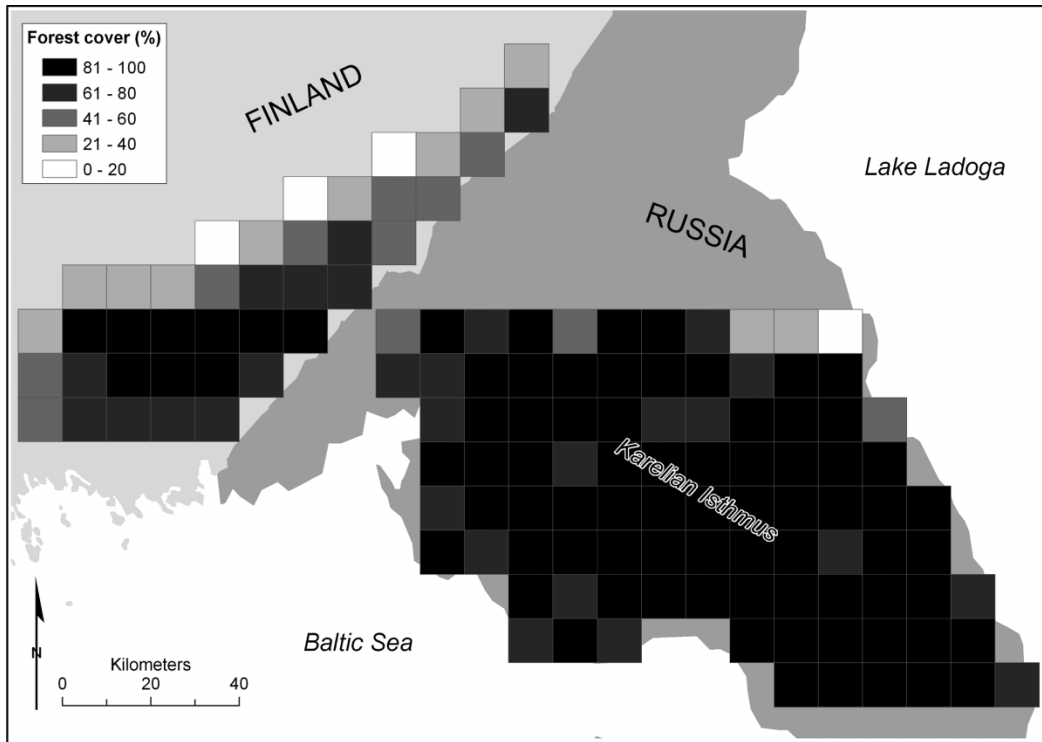 Forest cover (%)
81 - 100
61 - 80
41 - 60
21 - 40
0 - 20
FINLAND
Lake Ladoga
RUSSIA
Karelian Isthmus
Baltic Sea
N
Kilometers
0 20 40